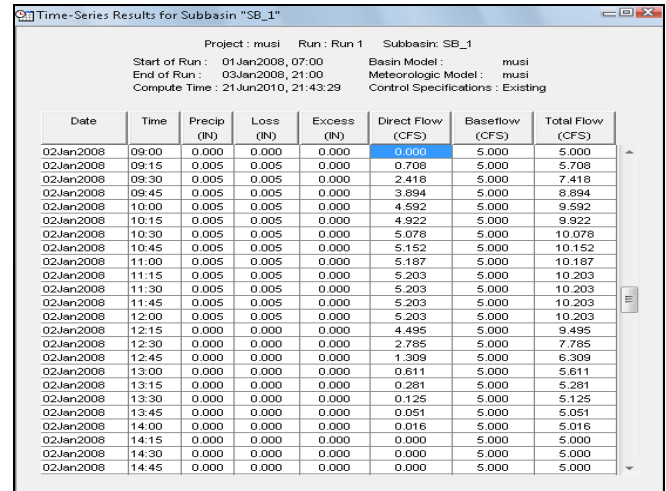 Time-Series Results for Subbasin "SB_1"
Project : musi Run : Run 1 Subbasin: SB_1
Start of Run : 01Jan2008, 07:00 Basin Model : musi
End of Run : 03Jan2008, 21:00 Meteorologic Model : musi
Compute Time : 21Jun2010, 21:43:29 Control Specifications : Existing
Date Time Precip Loss Excess Direct Flow Baseflow Total Flow
(IN) (IN) (IN) (CFS) (CFS) (CFS)
02Jan2008 09:00 0.000 0.000 0.000 0.000 5.000 5.000
02Jan2008 09:15 0.005 0.005 0.000 0.708 5.000 5.708
02Jan2008 09:30 0.005 0.005 0.000 2.418 5.000 7.418
02Jan2008 09:45 0.005 0.005 0.000 3.894 5.000 8.894
02Jan2008 10:00 0.005 0.005 0.000 4.592 5.000 9.592
02Jan2008 10:15 0.005 0.005 0.000 4.922 5.000 9.922
02Jan2008 10:30 0.005 0.005 0.000 5.078 5.000 10.078
02Jan2008 10:45 0.005 0.005 0.000 5.152 5.000 10.152
02Jan2008 11:00 0.005 0.005 0.000 5.187 5.000 10.187
02Jan2008 11:15 0.005 0.005 0.000 5.203 5.000 10.203
02Jan2008 11:30 0.005 0.005 0.000 5.203 5.000 10.203
02Jan2008 11:45 0.005 0.005 0.000 5.203 5.000 10.203
02Jan2008 12:00 0.005 0.005 0.000 5.203 5.000 10.203
02Jan2008 12:15 0.000 0.000 0.000 4.495 5.000 9.495
02Jan2008 12:30 0.000 0.000 0.000 2.785 5.000 7.785
02Jan2008 12:45 0.000 0.000 0.000 1.309 5.000 6.309
02Jan2008 13:00 0.000 0.000 0.000 0.611 5.000 5.611
02Jan2008 13:15 0.000 0.000 0.000 0.281 5.000 5.281
02Jan2008 13:30 0.000 0.000 0.000 0.125 5.000 5.125
02Jan2008 13:45 0.000 0.000 0.000 0.051 5.000 5.051
02Jan2008 14:00 0.000 0.000 0.000 0.016 5.000 5.016
02Jan2008 14:15 0.000 0.000 0.000 0.000 5.000 5.000
02Jan2008 14:30 0.000 0.000 0.000 0.000 5.000 5.000
02Jan2008 14:45 0.000 0.000 0.000 0.000 5.000 5.000